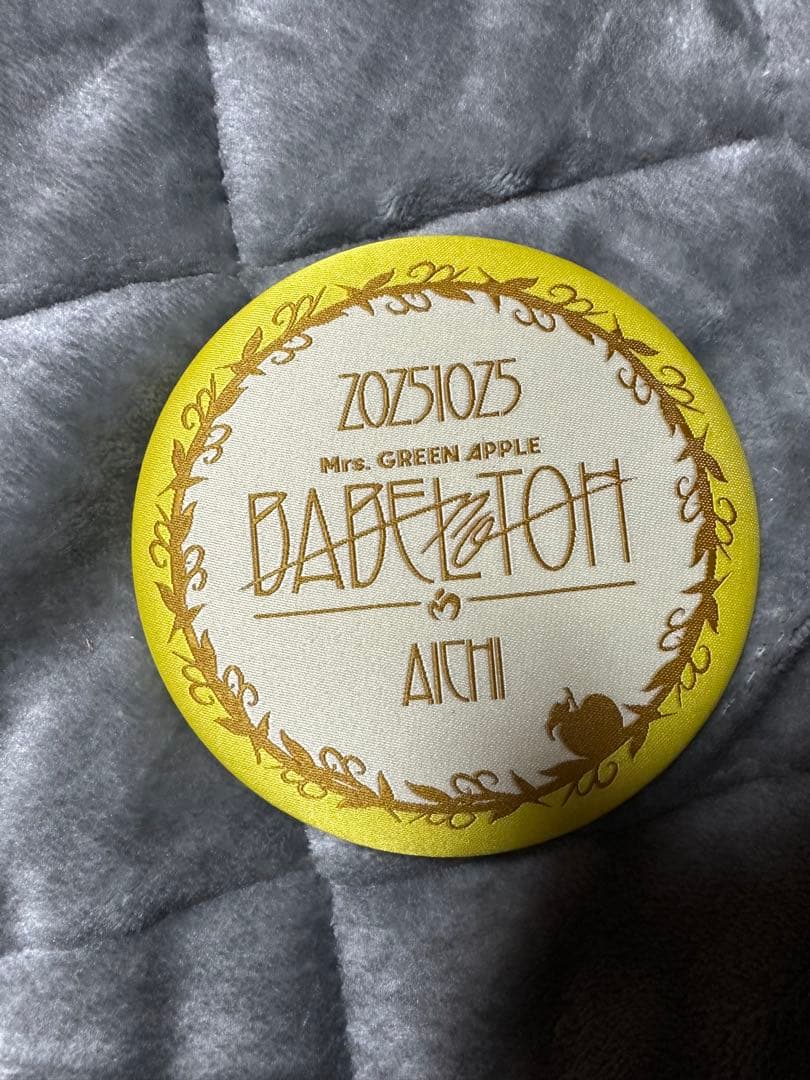 20251025
Mrs. GREEN APPLE
BABEL no TOH
AICHI